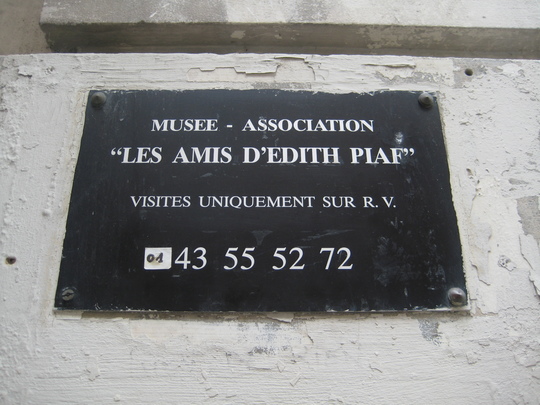 MUSEE - ASSOCIATION
“LES AMIS D'EDITH PIAF”
VISITES UNIQUEMENT SUR R. V.
01 43 55 52 72